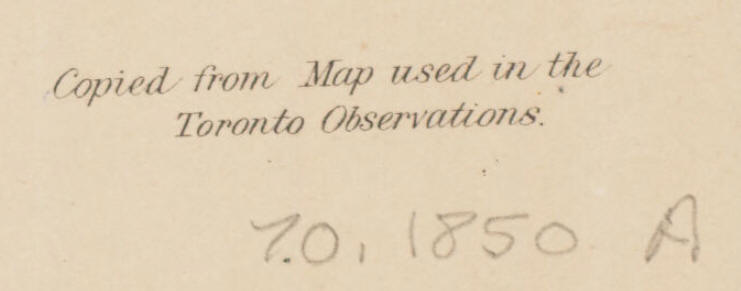 Copied from Map used in the
Toronto Observations.
7.0, 1850 A